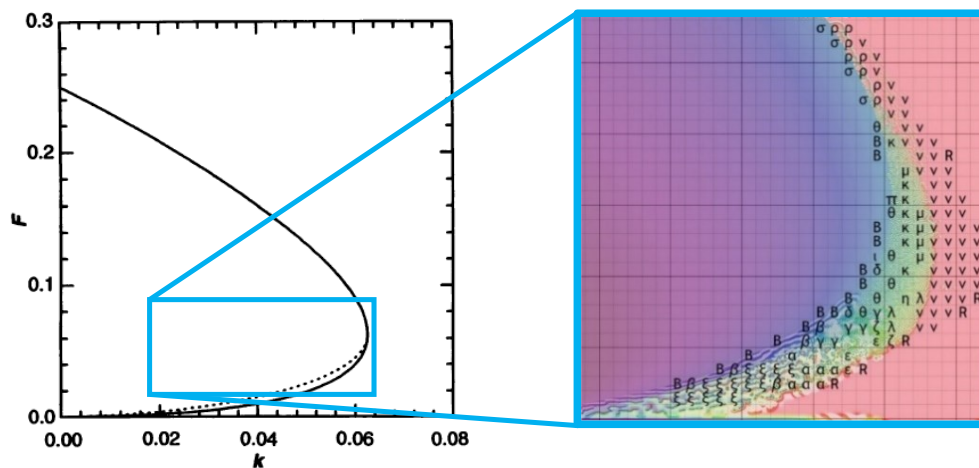 0.3
0.2
0.1
0.0
F
0.00
0.02
0.04
0.06
0.08
k
σ ρ ρ
σ ρ ν
ρ ρ ν
σ ρ ν
ρ ν
σ ρ ν ν
ν ν
θ ν ν
Β κ ν ν ν
Β ν ν R
μ ν ν
κ ν ν
π κ ν ν ν
θ κ μ ν ν ν
Β κ μ ν ν ν ν
Β κ μ ν ν ν
ι θ μ ν ν
Β δ κ ν ν
Β θ ν ν ν
Β θ η λ ν ν ν R
Β Β δ θ γ λ ν ν ν R
Β β γ γ ζ λ ν ν
Β β γ γ ε ζ R
Β α ε
Β β ξ ξ ξ ξ α α α ε R
Β β ξ ξ ξ ξ ξ β α α α R
ξ ξ ξ ξ ξ